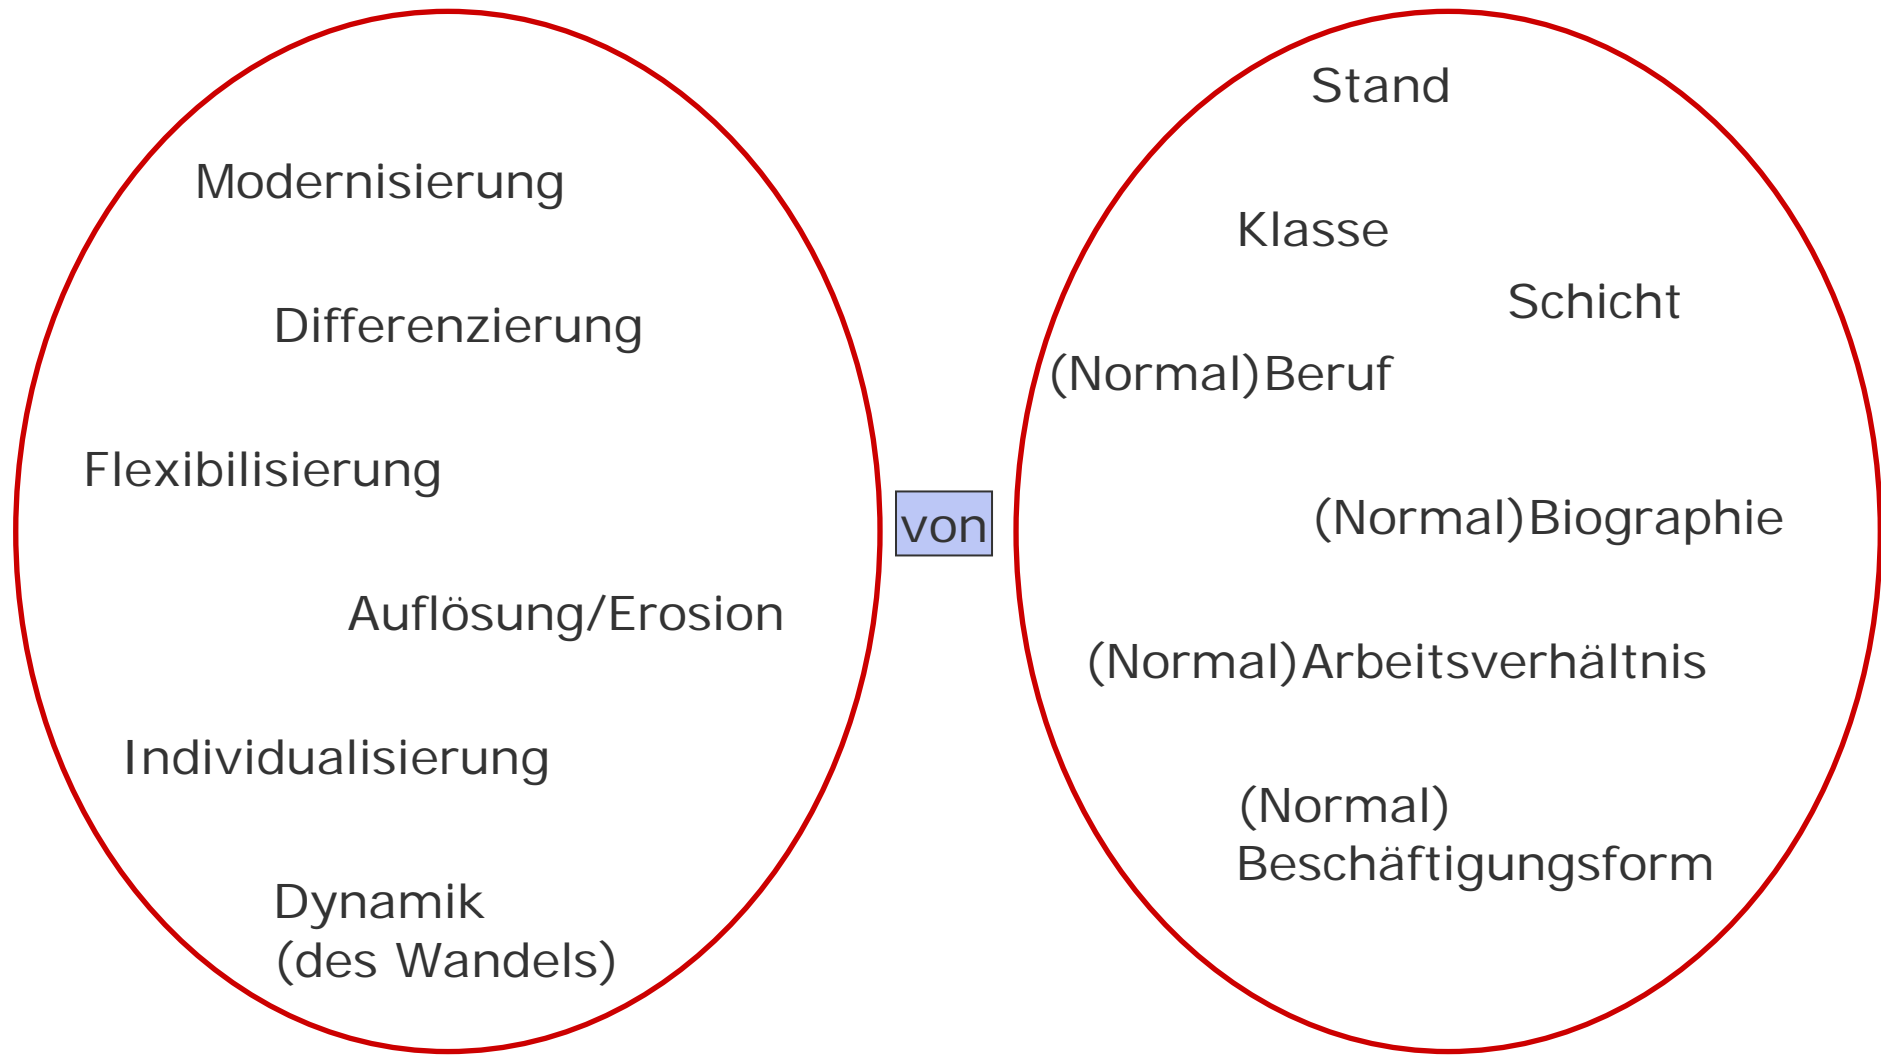 Modernisierung
Differenzierung
Flexibilisierung
Auflösung/Erosion
Individualisierung
Dynamik
(des Wandels)
von
Stand
Klasse
Schicht
(Normal)Beruf
(Normal)Biographie
(Normal)Arbeitsverhältnis
(Normal)
Beschäftigungsform